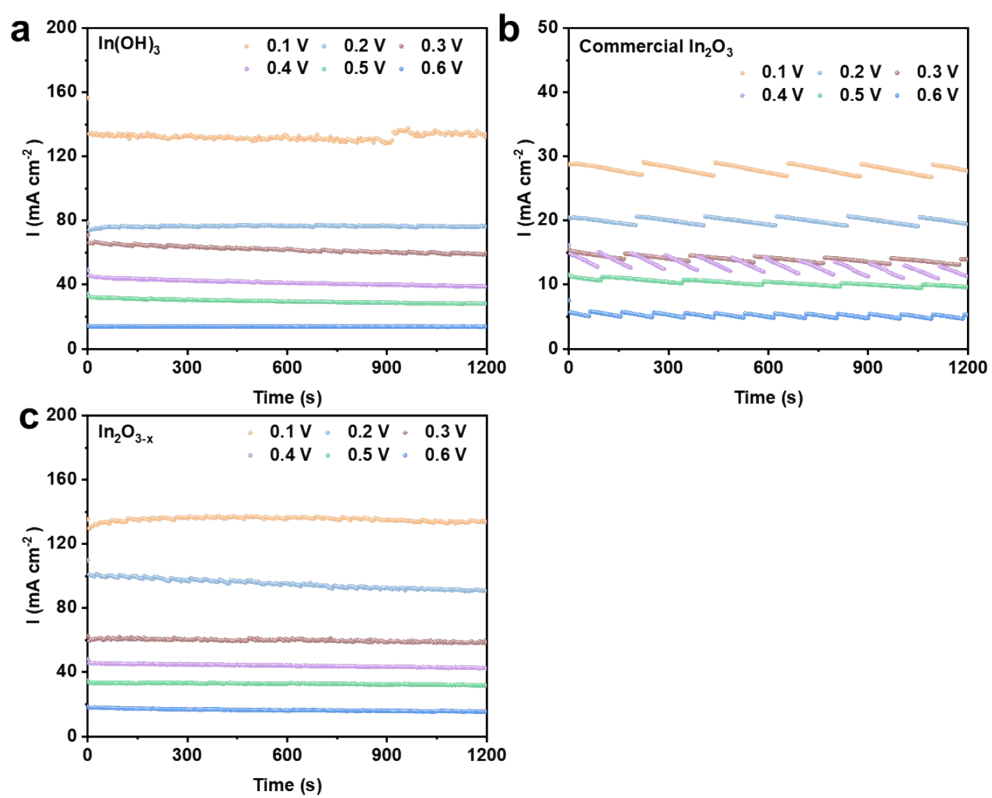 a
In(OH)₃
0.1 V 0.2 V 0.3 V
0.4 V 0.5 V 0.6 V
200
160
120
80
40
0
I (mA cm⁻²)
0 300 600 900 1200
Time (s)
b
Commercial In₂O₃
0.1 V 0.2 V 0.3 V
0.4 V 0.5 V 0.6 V
50
40
30
20
10
0
I (mA cm⁻²)
0 300 600 900 1200
Time (s)
c
In₂O₃₋ₓ
0.1 V 0.2 V 0.3 V
0.4 V 0.5 V 0.6 V
200
160
120
80
40
0
I (mA cm⁻²)
0 300 600 900 1200
Time (s)